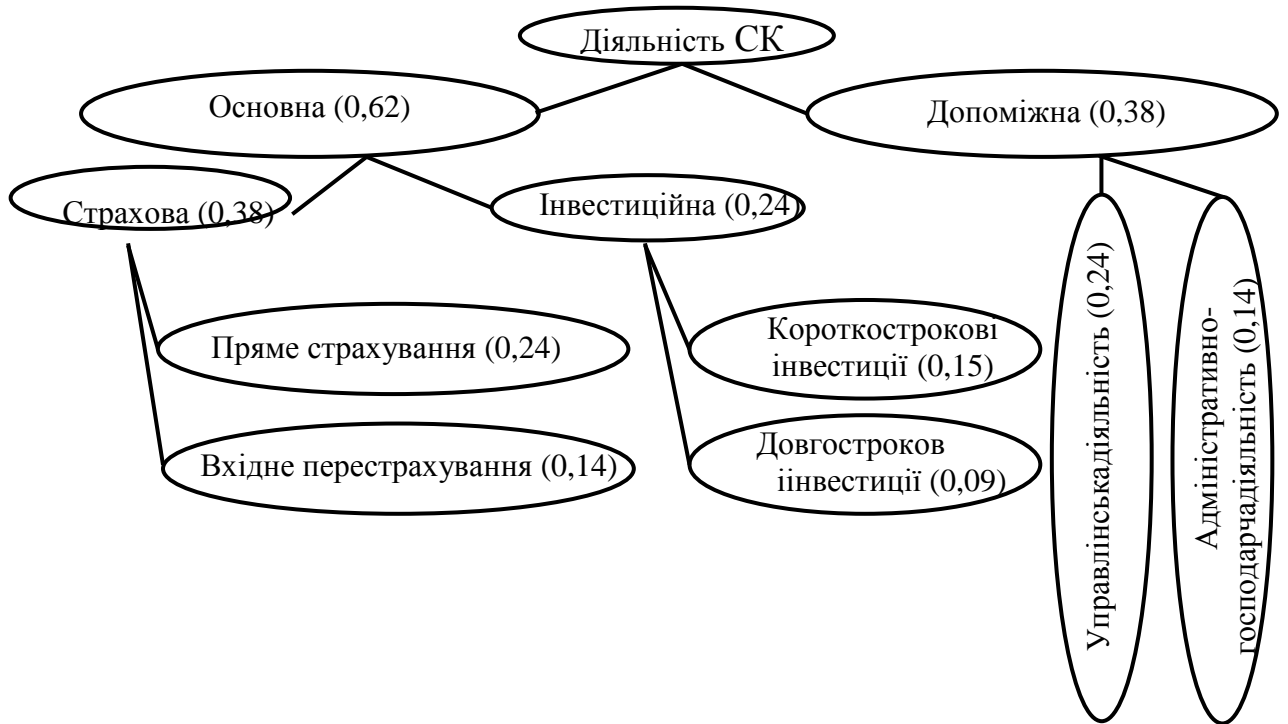 Діяльність СК
Основна (0,62)
Допоміжна (0,38)
Страхова (0,38)
Інвестиційна (0,24)
Пряме страхування (0,24)
Короткострокові
інвестиції (0,15)
Вхідне перестрахування (0,14)
Довгостроков
іінвестиції (0,09)
Управлінськадіяльність (0,24)
Адміністративно-
господарчадіяльність (0,14)